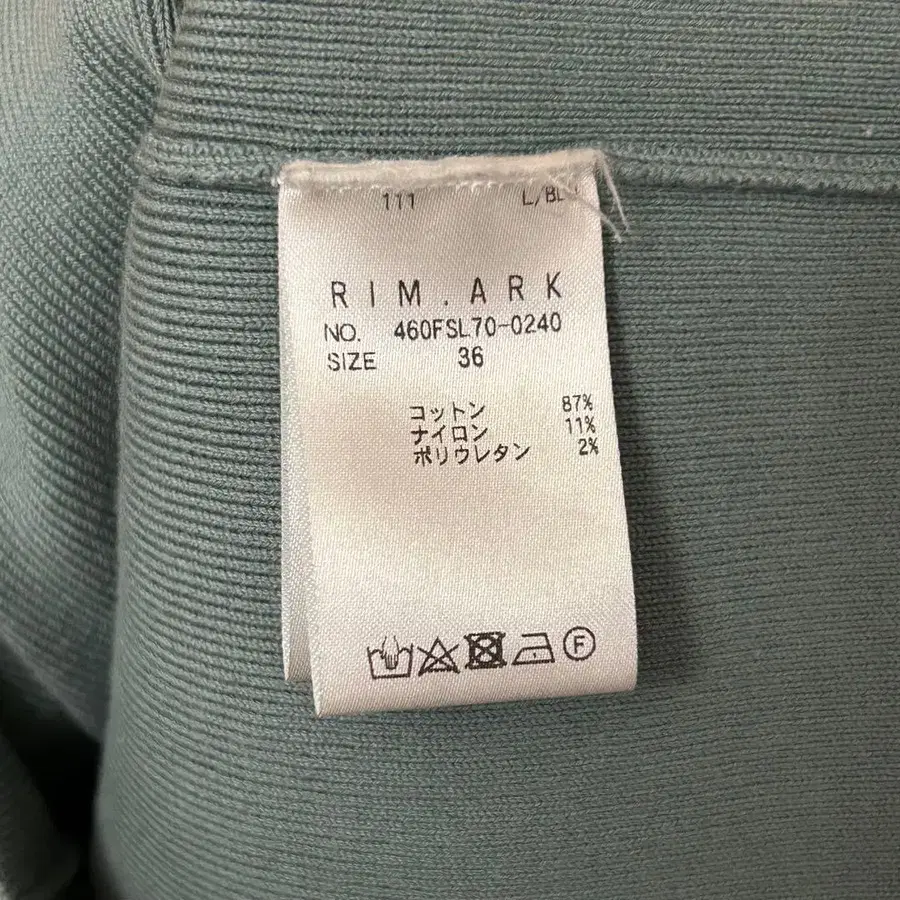 111 L/BL
RIM.ARK
NO. 460FSL70-0240
SIZE 36
コットン 87%
ナイロン 11%
ポリウレタン 2%
F